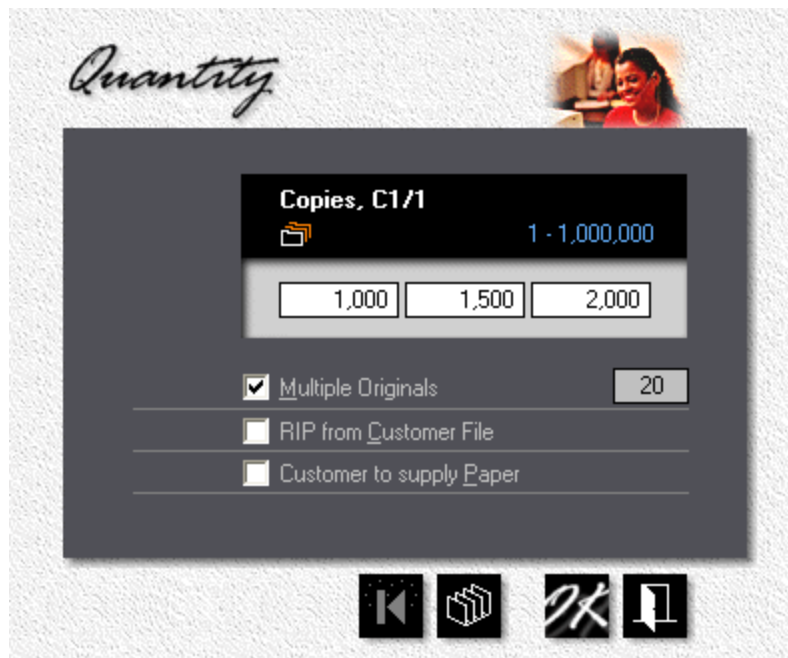 Quantity
Copies, C1/1
1 - 1,000,000
1,000 1,500 2,000
Multiple Originals 20
RIP from Customer File
Customer to supply Paper
OK